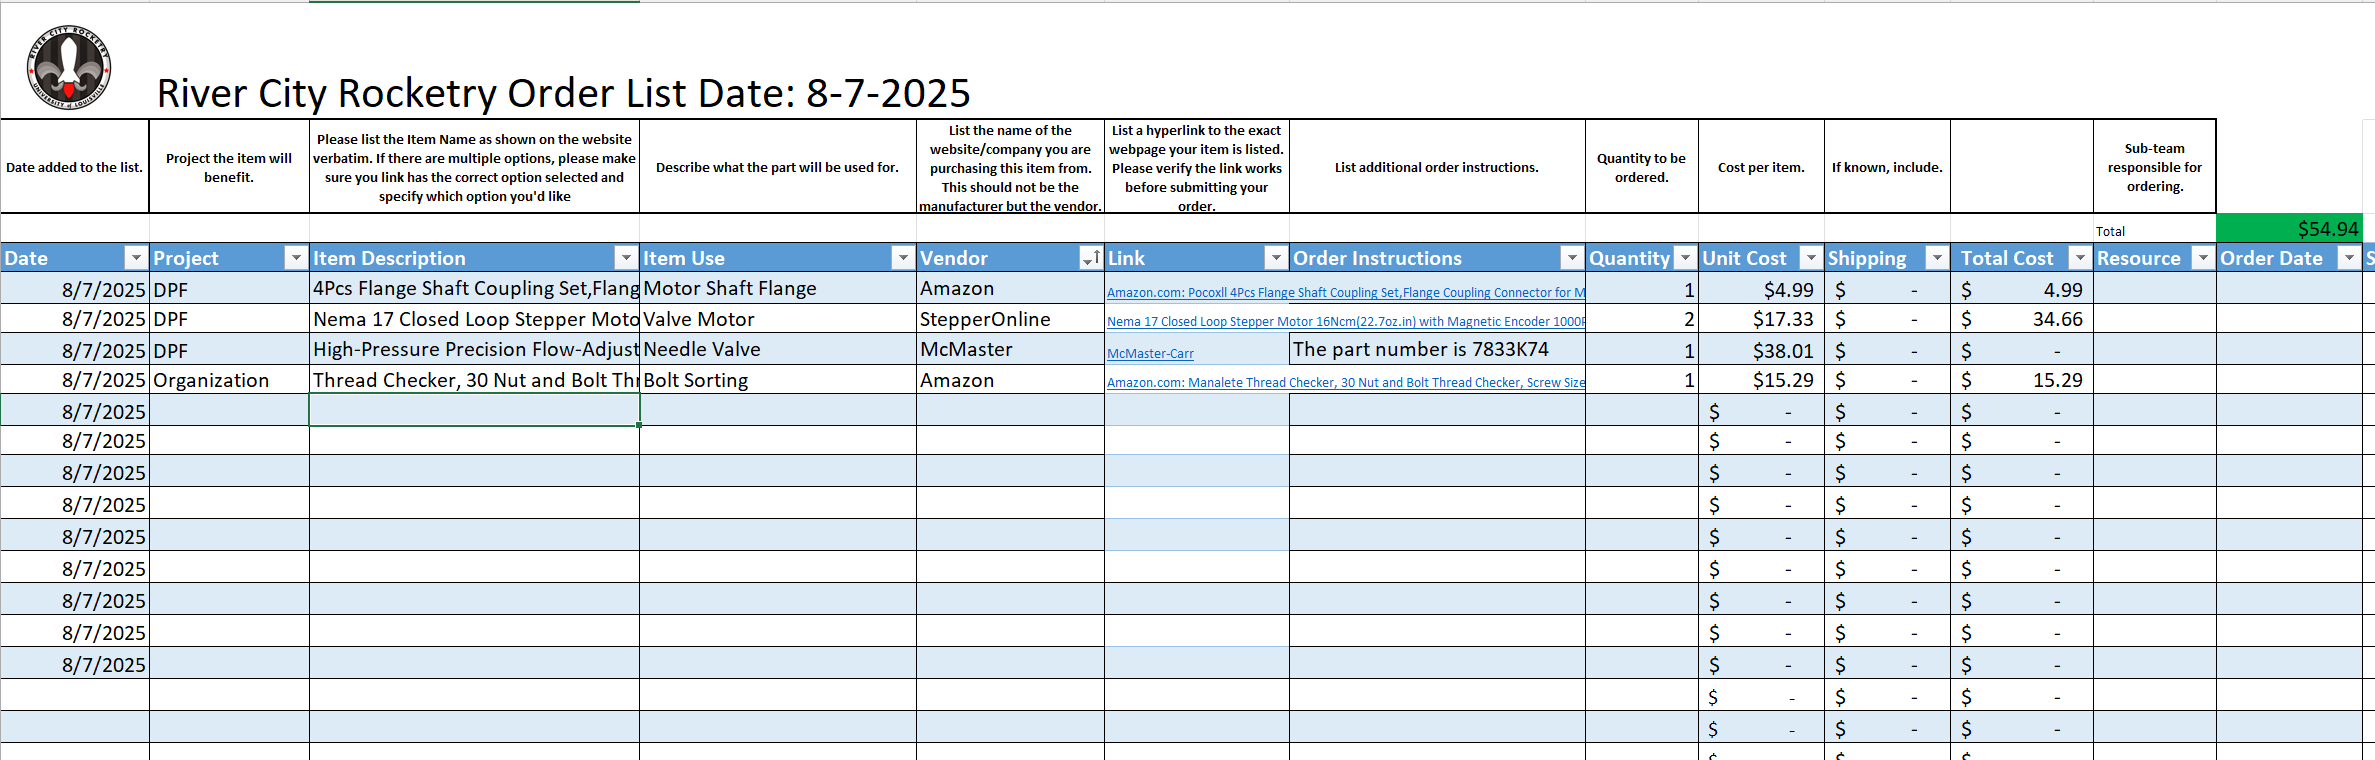 RIVER CITY ROCKETRY
UNIVERSITY of LOUISVILLE
River City Rocketry Order List Date: 8-7-2025
Date added to the list.
Project the item will
benefit.
Please list the Item Name as shown on the website
verbatim. If there are multiple options, please make
sure you link has the correct option selected and
specify which option you'd like
Describe what the part will be used for.
List the name of the
website/company you are
purchasing this item from.
This should not be the
manufacturer but the vendor.
List a hyperlink to the exact
webpage your item is listed.
Please verify the link works
before submitting your
order.
List additional order instructions.
Quantity to be
ordered.
Cost per item.
If known, include.
Sub-team
responsible for
ordering.
Total $54.94
Date Project Item Description Item Use Vendor Link Order Instructions Quantity Unit Cost Shipping Total Cost Resource Order Date S
8/7/2025 DPF 4Pcs Flange Shaft Coupling Set,Flang Motor Shaft Flange Amazon Amazon.com: Pocoxll 4Pcs Flange Shaft Coupling Set,Flange Coupling Connector for M 1 $4.99 $ - $ 4.99
8/7/2025 DPF Nema 17 Closed Loop Stepper Moto Valve Motor StepperOnline Nema 17 Closed Loop Stepper Motor 16Ncm(22.7oz.in) with Magnetic Encoder 1000P 2 $17.33 $ - $ 34.66
8/7/2025 DPF High-Pressure Precision Flow-Adjust Needle Valve McMaster McMaster-Carr The part number is 7833K74 1 $38.01 $ - $ -
8/7/2025 Organization Thread Checker, 30 Nut and Bolt Thr Bolt Sorting Amazon Amazon.com: Manalete Thread Checker, 30 Nut and Bolt Thread Checker, Screw Size 1 $15.29 $ - $ 15.29
8/7/2025 $ - $ - $ -
8/7/2025 $ - $ - $ -
8/7/2025 $ - $ - $ -
8/7/2025 $ - $ - $ -
8/7/2025 $ - $ - $ -
8/7/2025 $ - $ - $ -
8/7/2025 $ - $ - $ -
8/7/2025 $ - $ - $ -
8/7/2025 $ - $ - $ -
$ - $ - $ -
$ - $ - $ -